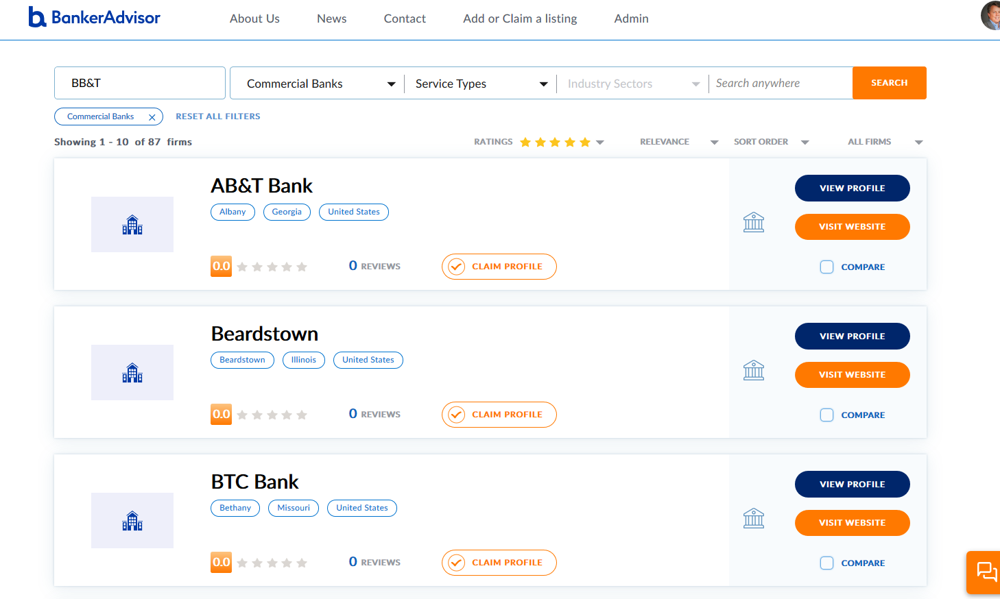 BankerAdvisor About Us News Contact Add or Claim a listing Admin
BB&T Commercial Banks Service Types Industry Sectors Search anywhere SEARCH
Commercial Banks RESET ALL FILTERS
Showing 1 - 10 of 87 firms RATINGS RELEVANCE SORT ORDER ALL FIRMS
AB&T Bank
VIEW PROFILE
Albany Georgia United States
VISIT WEBSITE
0.0 0 REVIEWS CLAIM PROFILE COMPARE
Beardstown
VIEW PROFILE
Beardstown Illinois United States
VISIT WEBSITE
0.0 0 REVIEWS CLAIM PROFILE COMPARE
BTC Bank
VIEW PROFILE
Bethany Missouri United States
VISIT WEBSITE
0.0 0 REVIEWS CLAIM PROFILE COMPARE